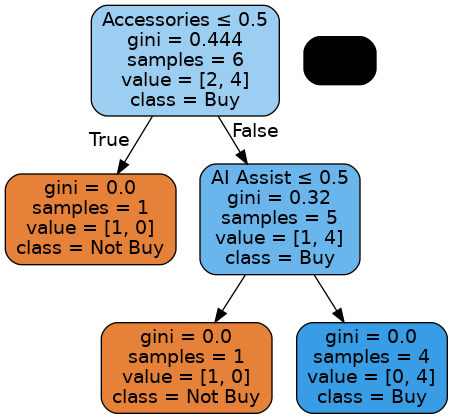 Accessories ≤ 0.5
gini = 0.444
samples = 6
value = [2, 4]
class = Buy
True
False
gini = 0.0
samples = 1
value = [1, 0]
class = Not Buy
AI Assist ≤ 0.5
gini = 0.32
samples = 5
value = [1, 4]
class = Buy
gini = 0.0
samples = 1
value = [1, 0]
class = Not Buy
gini = 0.0
samples = 4
value = [0, 4]
class = Buy